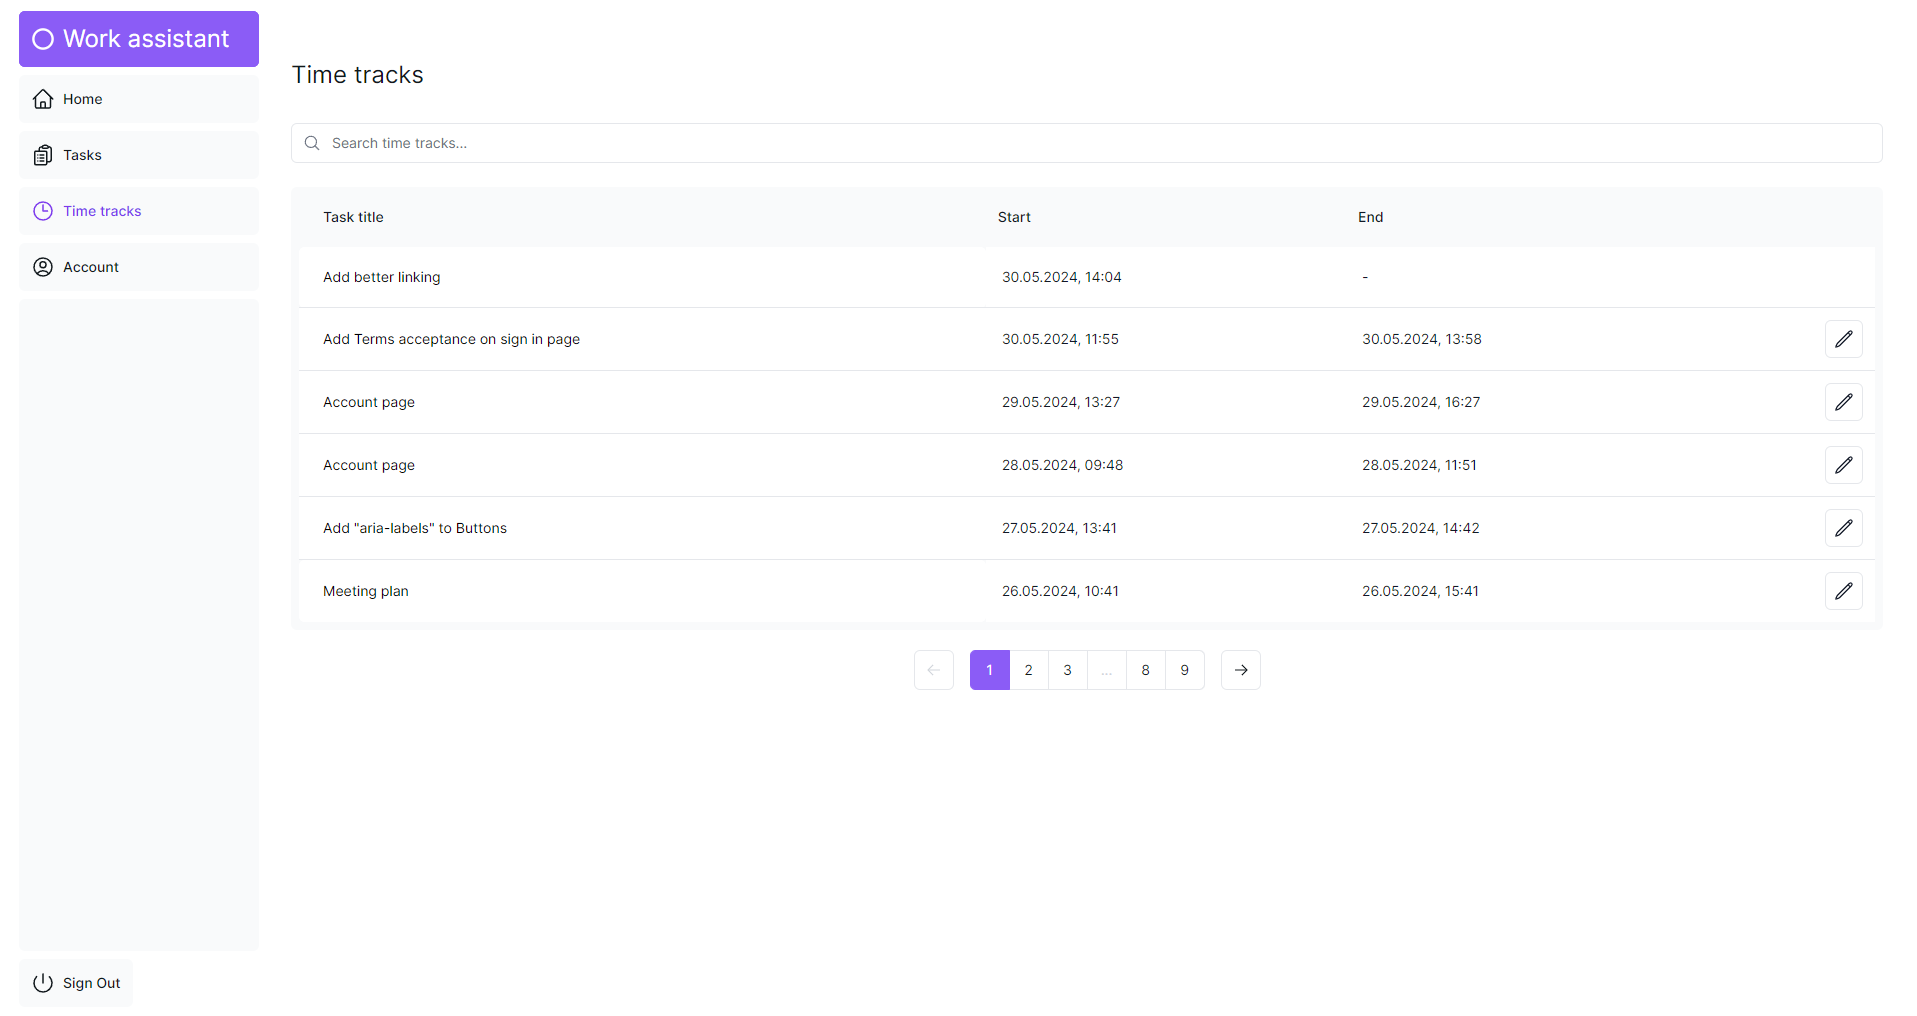 Work assistant
Home
Tasks
Time tracks
Account
Sign Out
Time tracks
Search time tracks...
Task title Start End
Add better linking 30.05.2024, 14:04 -
Add Terms acceptance on sign in page 30.05.2024, 11:55 30.05.2024, 13:58
Account page 29.05.2024, 13:27 29.05.2024, 16:27
Account page 28.05.2024, 09:48 28.05.2024, 11:51
Add "aria-labels" to Buttons 27.05.2024, 13:41 27.05.2024, 14:42
Meeting plan 26.05.2024, 10:41 26.05.2024, 15:41
1 2 3 ... 8 9